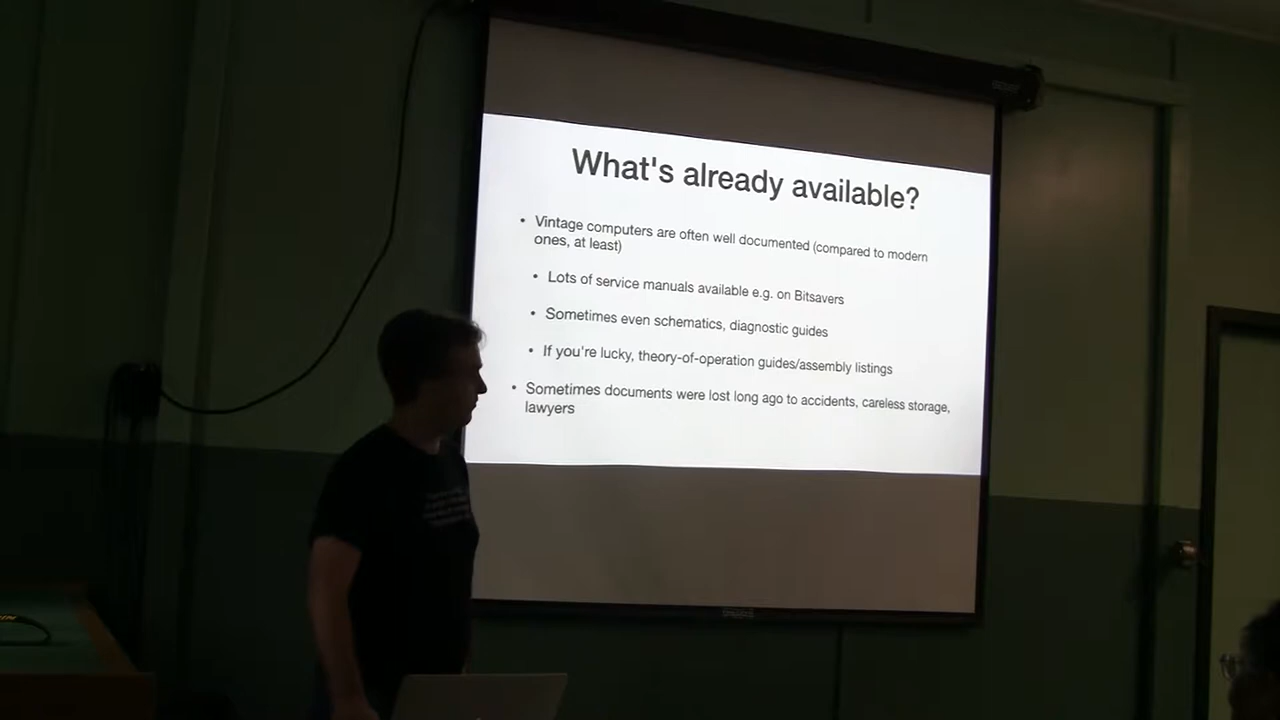 What's already available?
• Vintage computers are often well documented (compared to modern
ones, at least)
• Lots of service manuals available e.g. on Bitsavers
• Sometimes even schematics, diagnostic guides
• If you're lucky, theory-of-operation guides/assembly listings
• Sometimes documents were lost long ago to accidents, careless storage,
lawyers